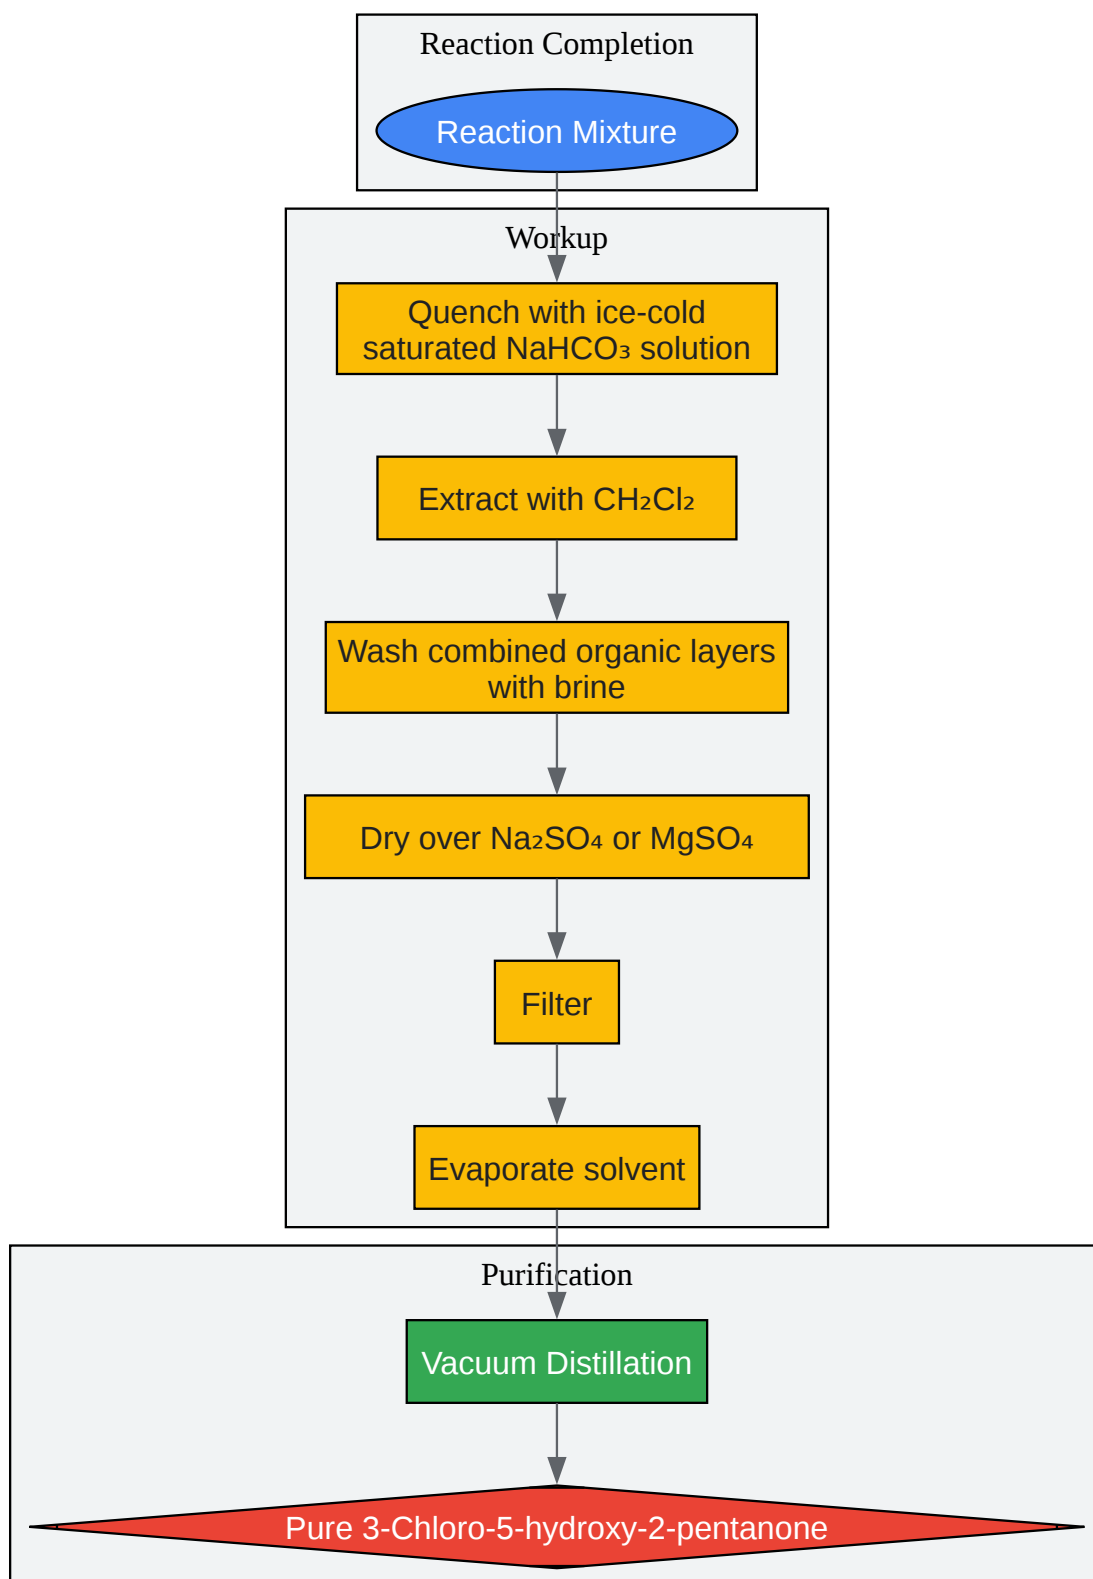 Reaction Completion
Reaction Mixture
Workup
Quench with ice-cold
saturated NaHCO₃ solution
Extract with CH₂Cl₂
Wash combined organic layers
with brine
Dry over Na₂SO₄ or MgSO₄
Filter
Evaporate solvent
Purification
Vacuum Distillation
Pure 3-Chloro-5-hydroxy-2-pentanone